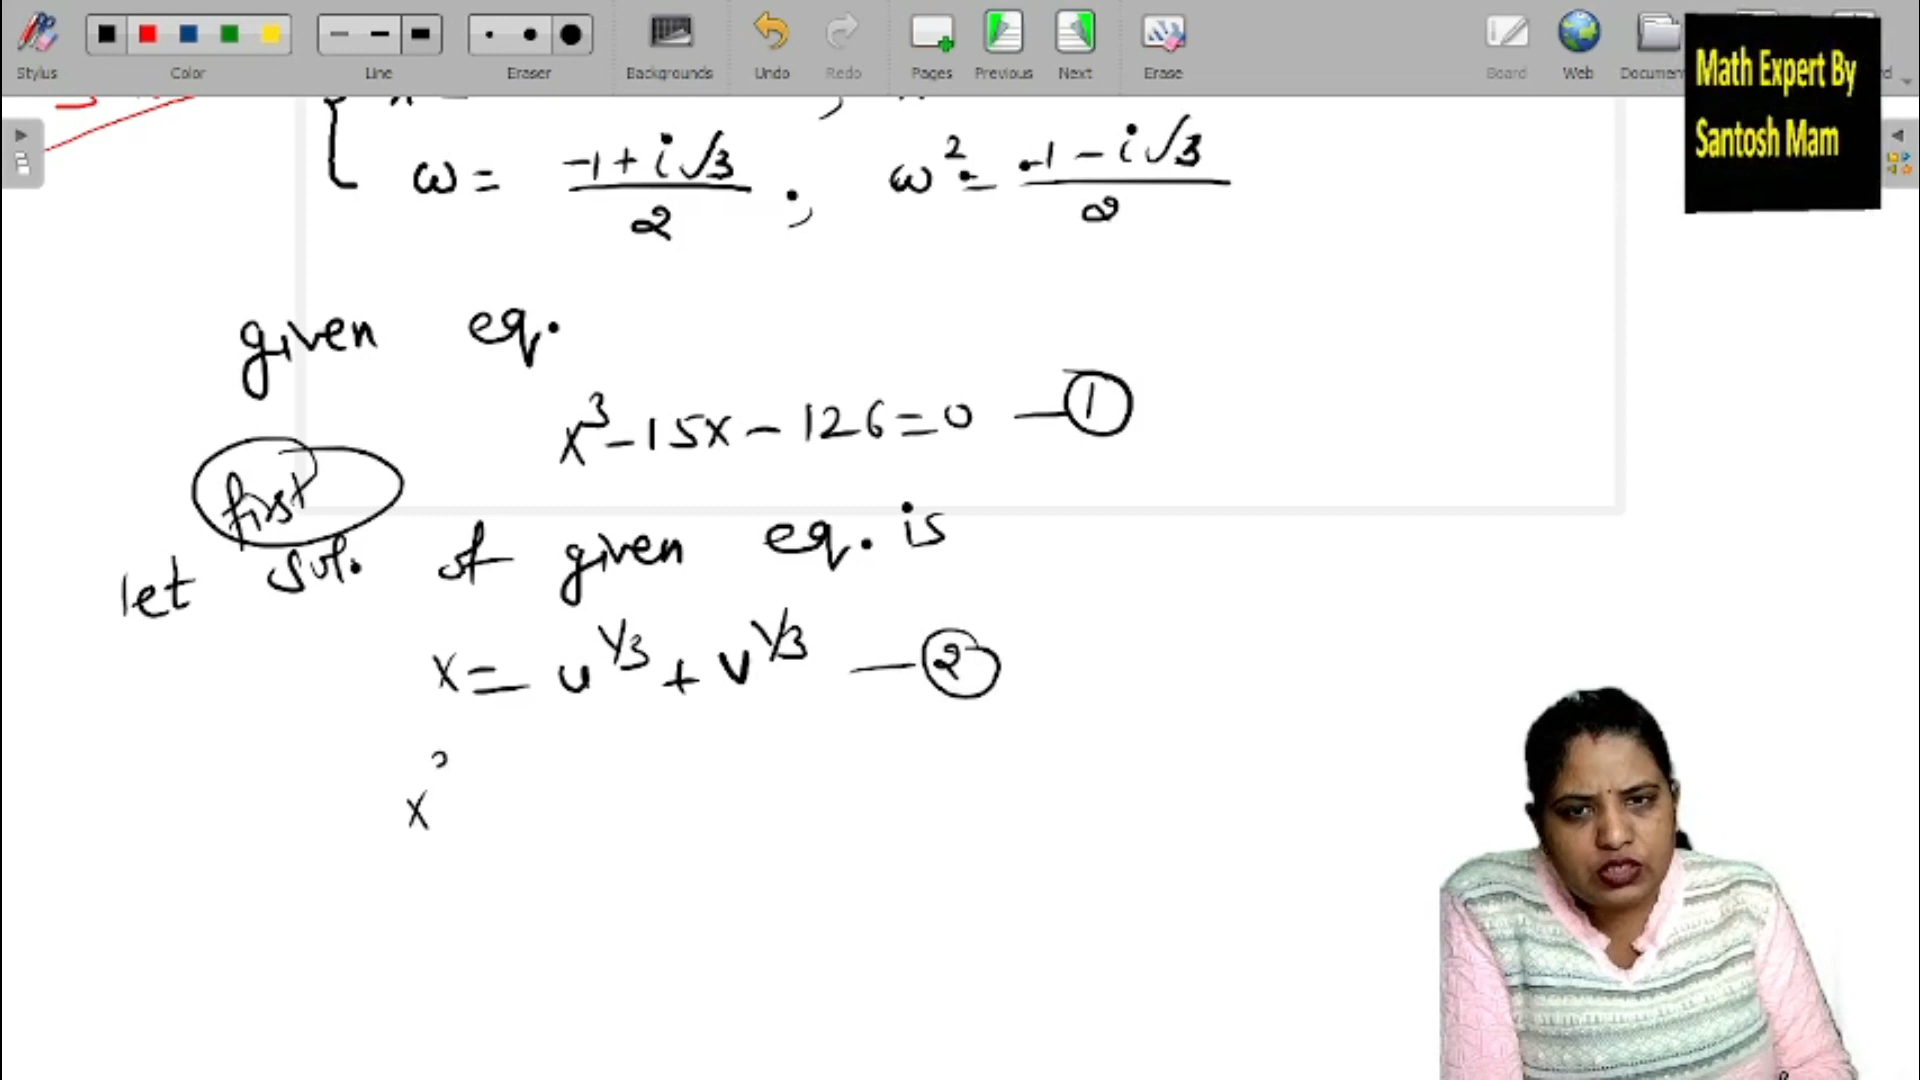 Stylus Color Line Eraser Backgrounds Undo Redo Pages Previous Next Erase Board Web
Math Expert By
Santosh Mam
ω = -1+i√3 / 2 ; ω² = -1-i√3 / 2
given eq.
x³-15x-126=0 —①
first
let sol. of given eq. is
x = u^1/3 + v^1/3 —②
x